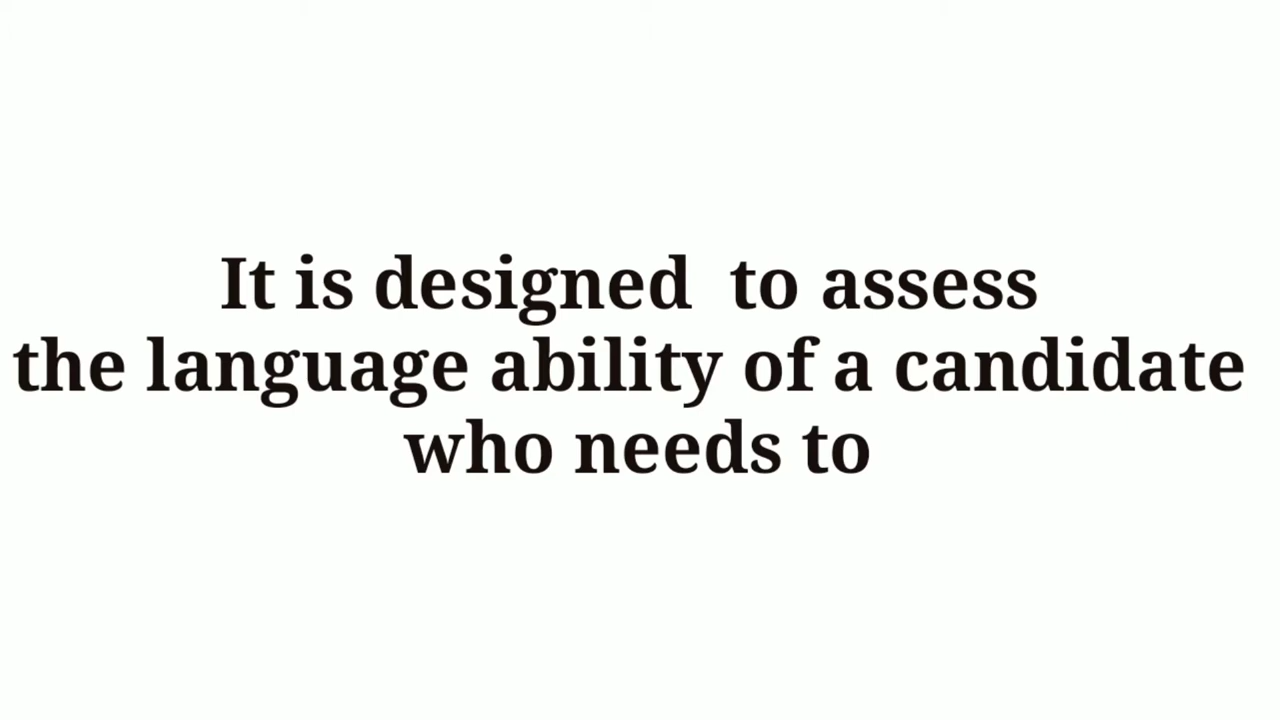 It is designed  to assess
the language ability of a candidate
who needs to